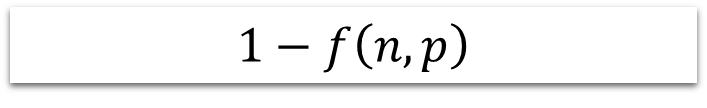 1 − f(n, p)